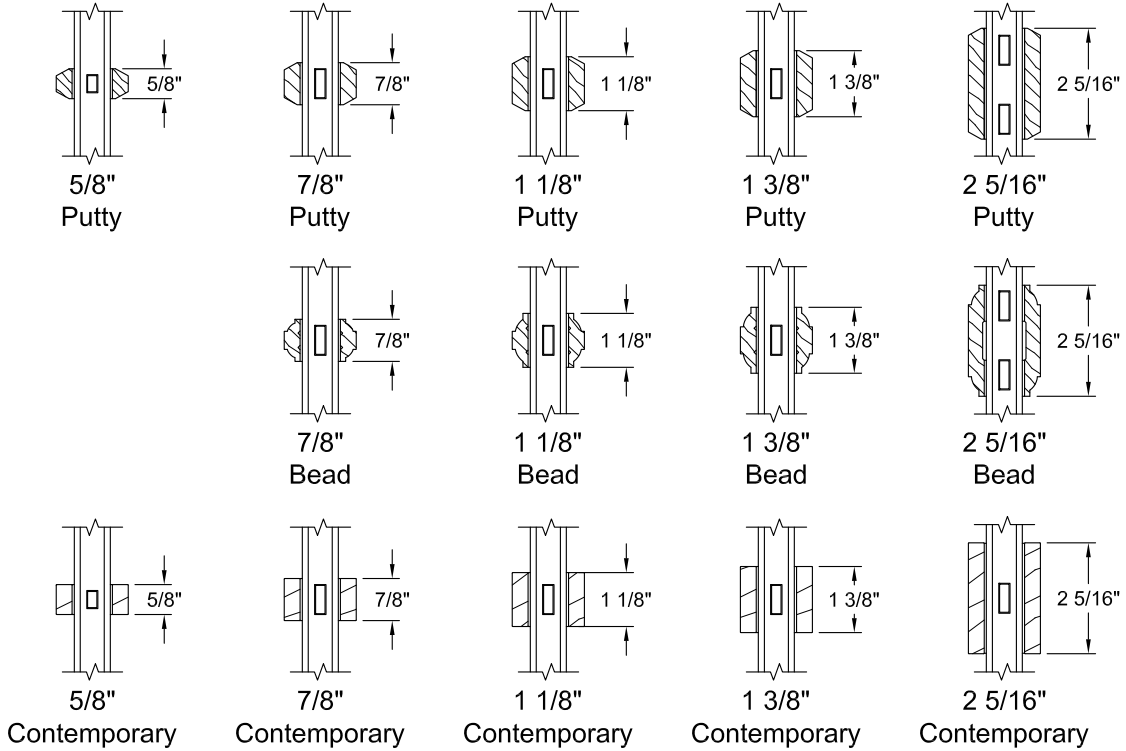 5/8"
7/8"
1 1/8"
1 3/8"
2 5/16"
5/8"
Putty
7/8"
Putty
1 1/8"
Putty
1 3/8"
Putty
2 5/16"
Putty
7/8"
1 1/8"
1 3/8"
2 5/16"
7/8"
Bead
1 1/8"
Bead
1 3/8"
Bead
2 5/16"
Bead
5/8"
7/8"
1 1/8"
1 3/8"
2 5/16"
5/8"
Contemporary
7/8"
Contemporary
1 1/8"
Contemporary
1 3/8"
Contemporary
2 5/16"
Contemporary